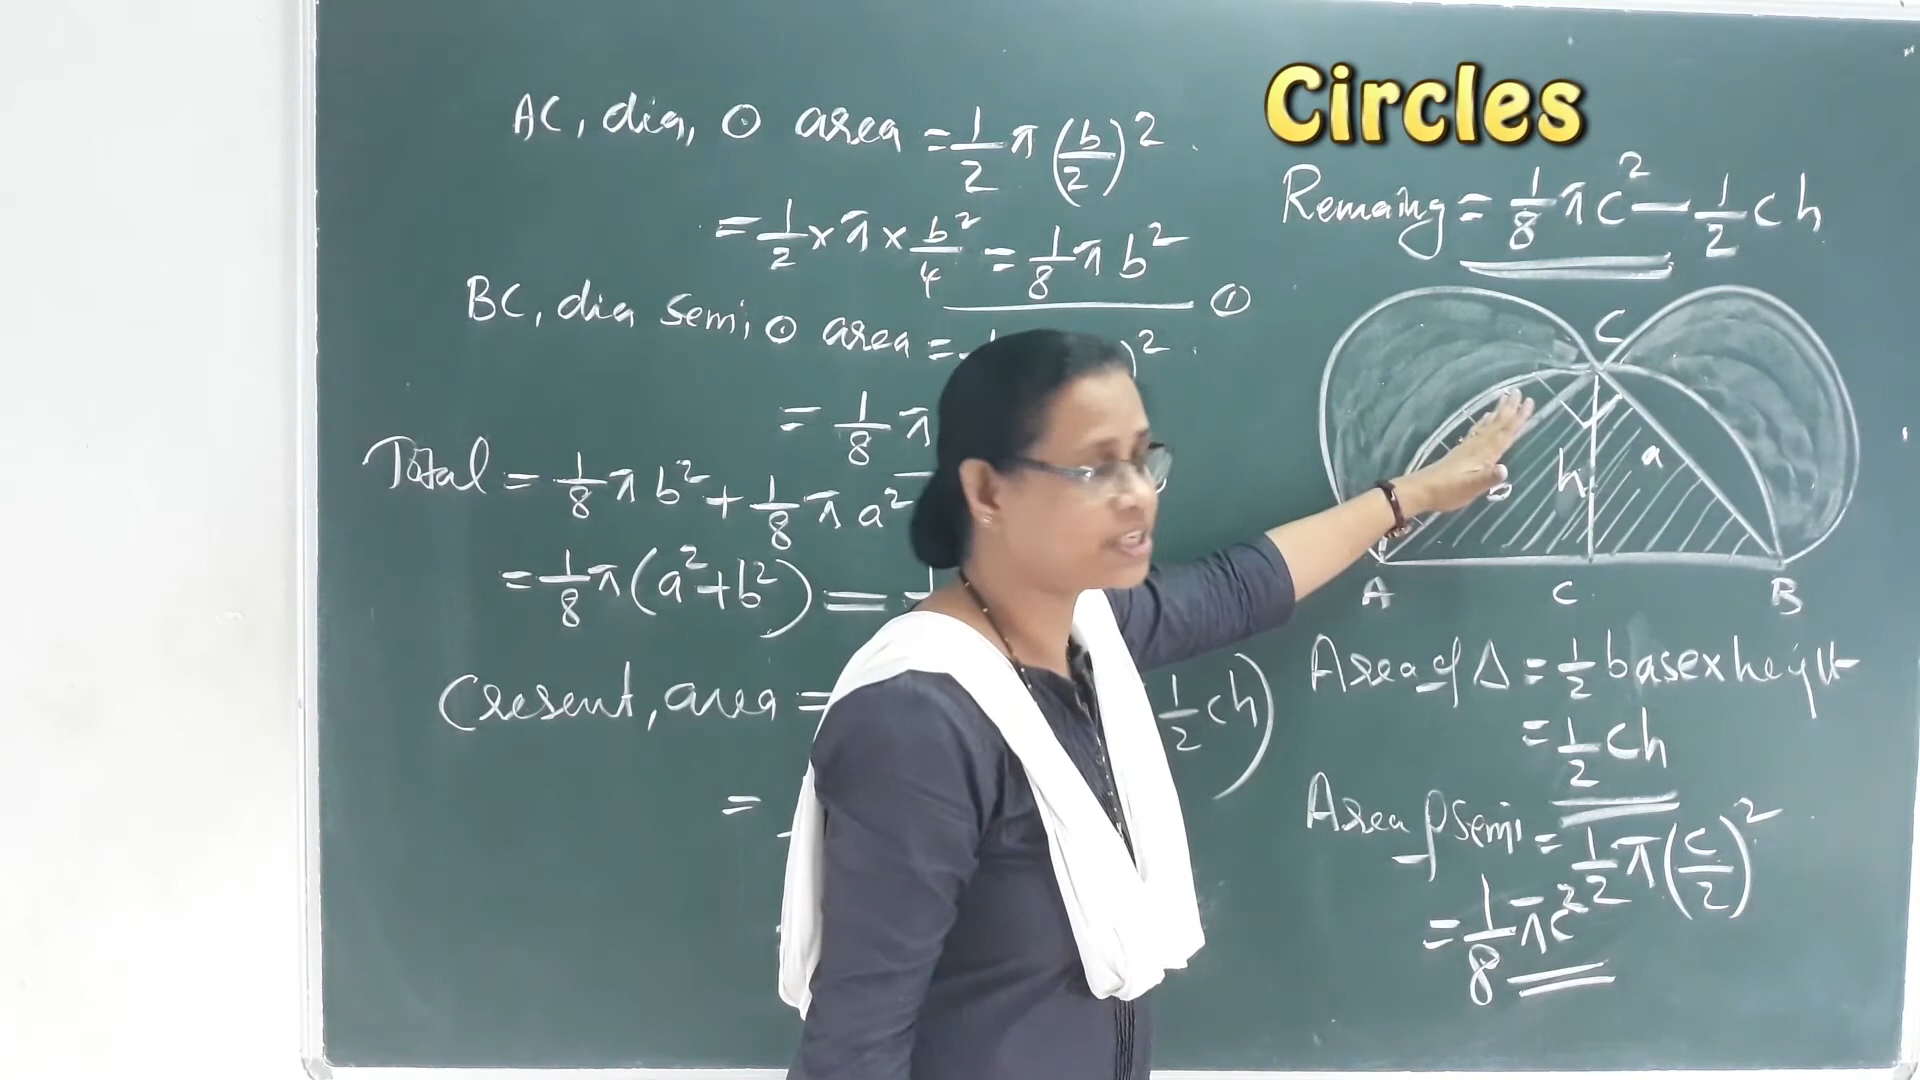 Circles
AC, dia, ⊙ area = 1/2 π (b/2)²
= 1/2 × π × b²/4 = 1/8 π b²
①
BC, dia semi, ⊙ area =
= 1/8 π
Total = 1/8 π b² + 1/8 π a²
= 1/8 π (a² + b²) =
Cresent, area = 1/2 ch)
=
Remaing = 1/8 π c² - 1/2 ch
C
b h a
A C B
Area of Δ = 1/2 base x height
= 1/2 ch
Area of Semi = 1/2 π (c/2)²
= 1/8 π c²